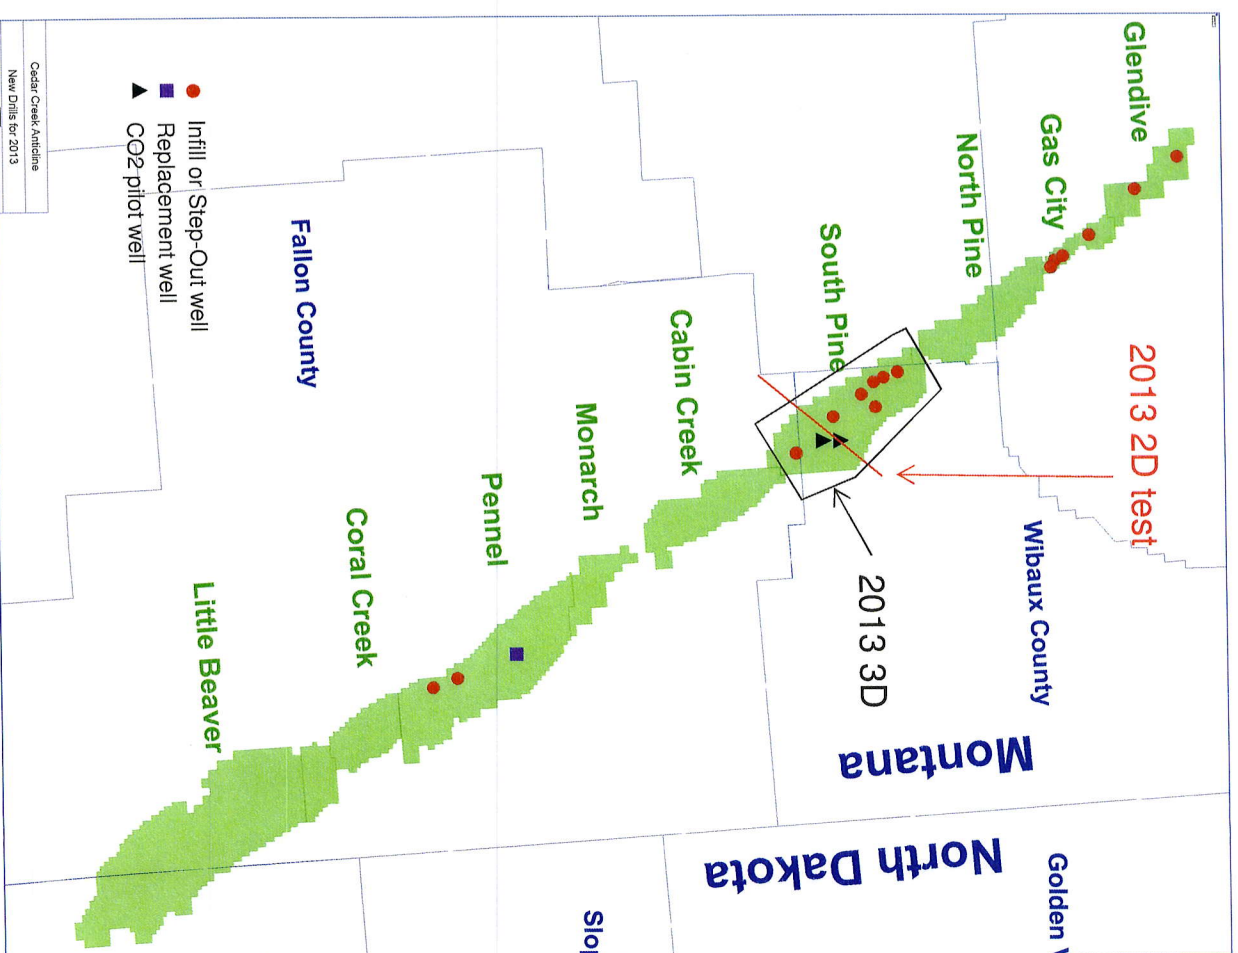 Glendive
Gas City
North Pine
South Pine
Cabin Creek
Monarch
Pennel
Coral Creek
Little Beaver
2013 2D test
2013 3D
Wibaux County
Fallon County
Montana
North Dakota
Golden
Slop
Infill or Step-Out well
Replacement well
CO2 pilot well
Cedar Creek Anticline
New Drills for 2013